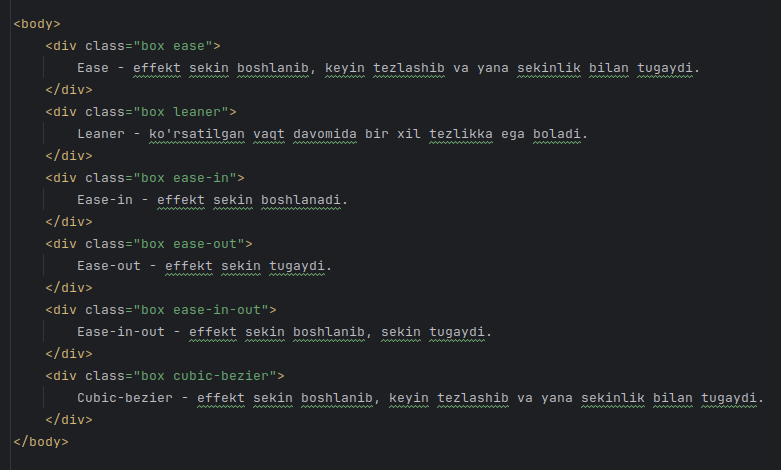 <body>
    <div class="box ease">
        Ease - effekt sekin boshlanib, keyin tezlashib va yana sekinlik bilan tugaydi.
    </div>
    <div class="box leaner">
        Leaner - ko'rsatilgan vaqt davomida bir xil tezlikka ega boladi.
    </div>
    <div class="box ease-in">
        Ease-in - effekt sekin boshlanadi.
    </div>
    <div class="box ease-out">
        Ease-out - effekt sekin tugaydi.
    </div>
    <div class="box ease-in-out">
        Ease-in-out - effekt sekin boshlanib, sekin tugaydi.
    </div>
    <div class="box cubic-bezier">
        Cubic-bezier - effekt sekin boshlanib, keyin tezlashib va yana sekinlik bilan tugaydi.
    </div>
</body>